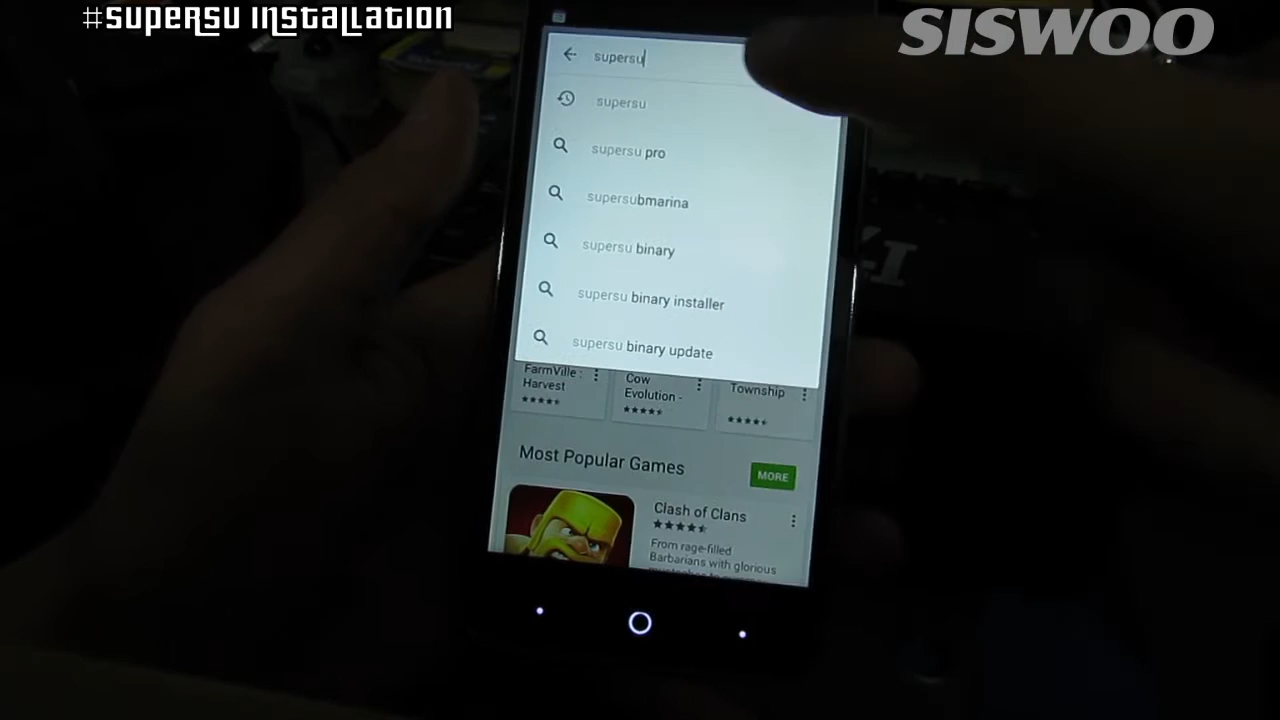 #SUPERSU INSTALLATION
SISWOO
supersu
supersu
supersu pro
supersubmarina
supersu binary
supersu binary installer
supersu binary update
FarmVille :
Harvest
Cow
Evolution -
Township
Most Popular Games
MORE
Clash of Clans
From rage-filled
Barbarians with glorious